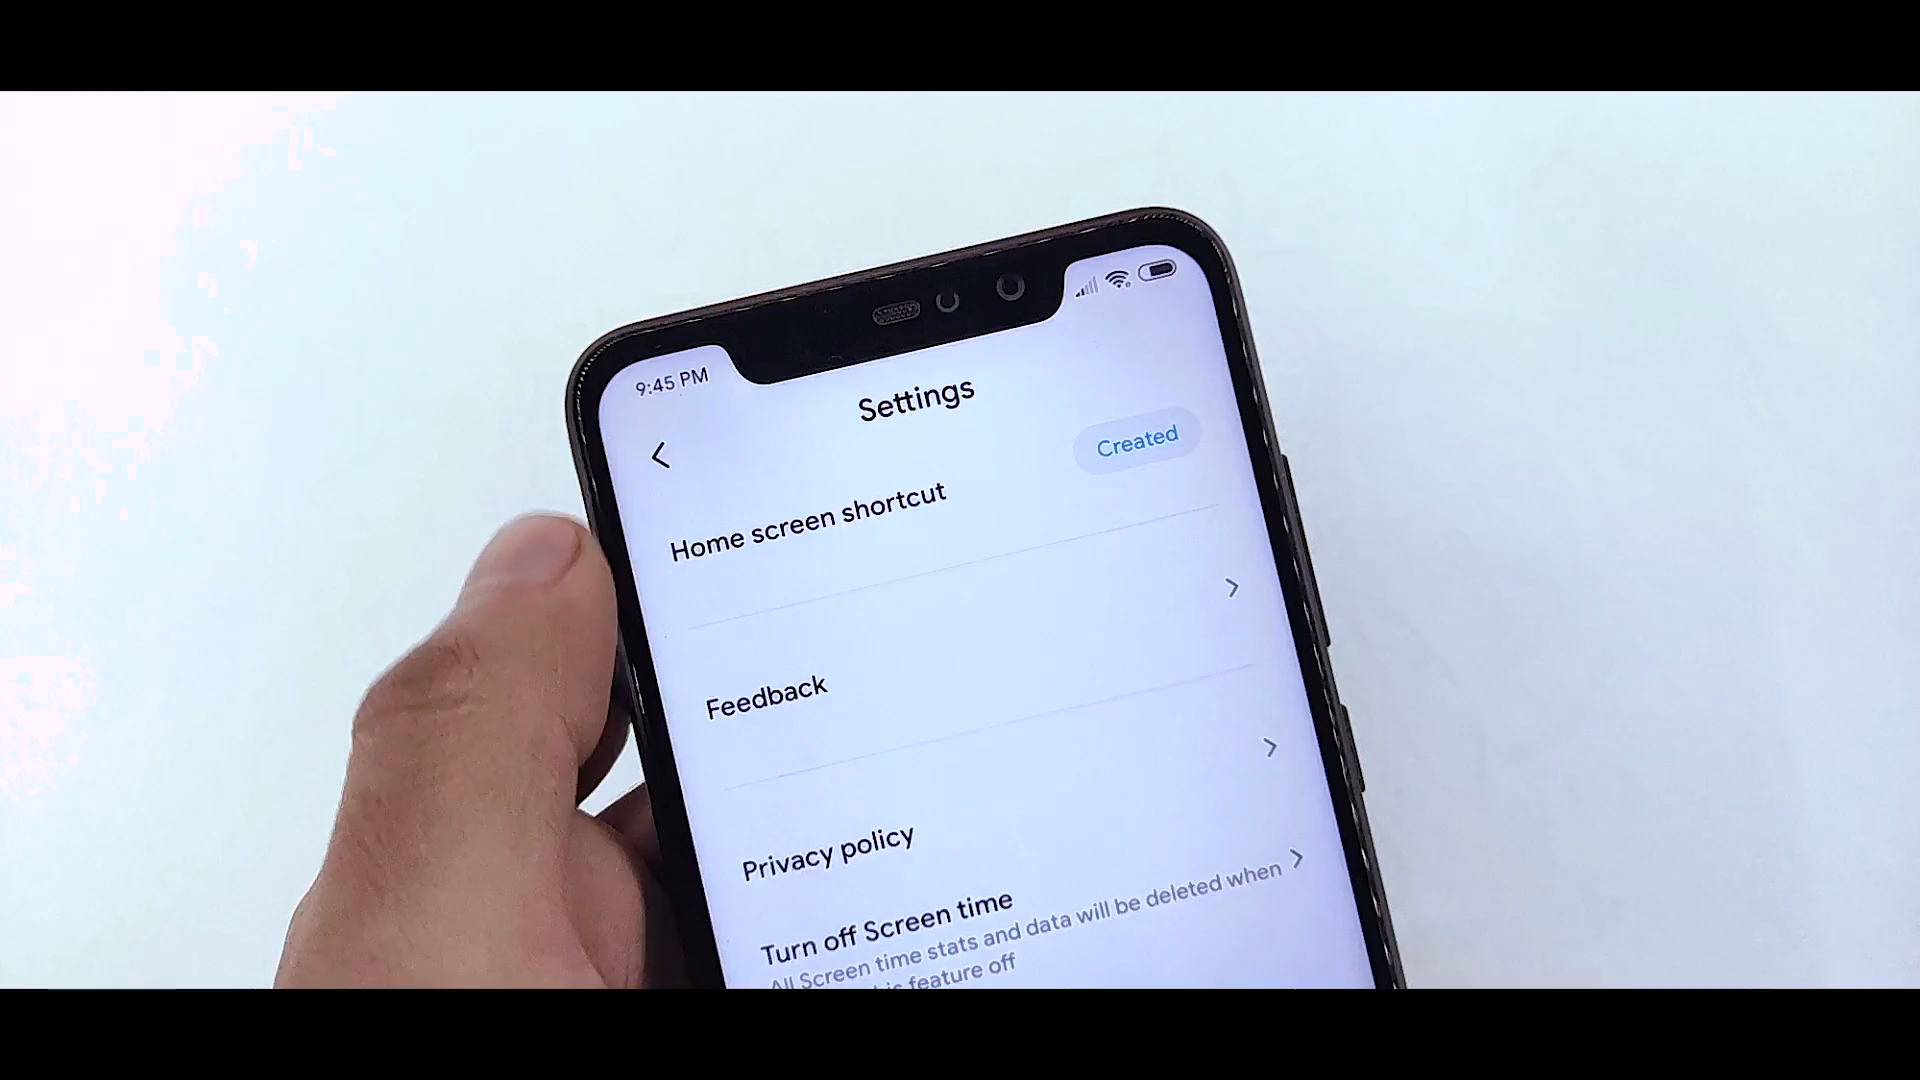 9:45 PM
Settings
Created
Home screen shortcut
Feedback
Privacy policy
Turn off Screen time
All Screen time stats and data will be deleted when
feature off